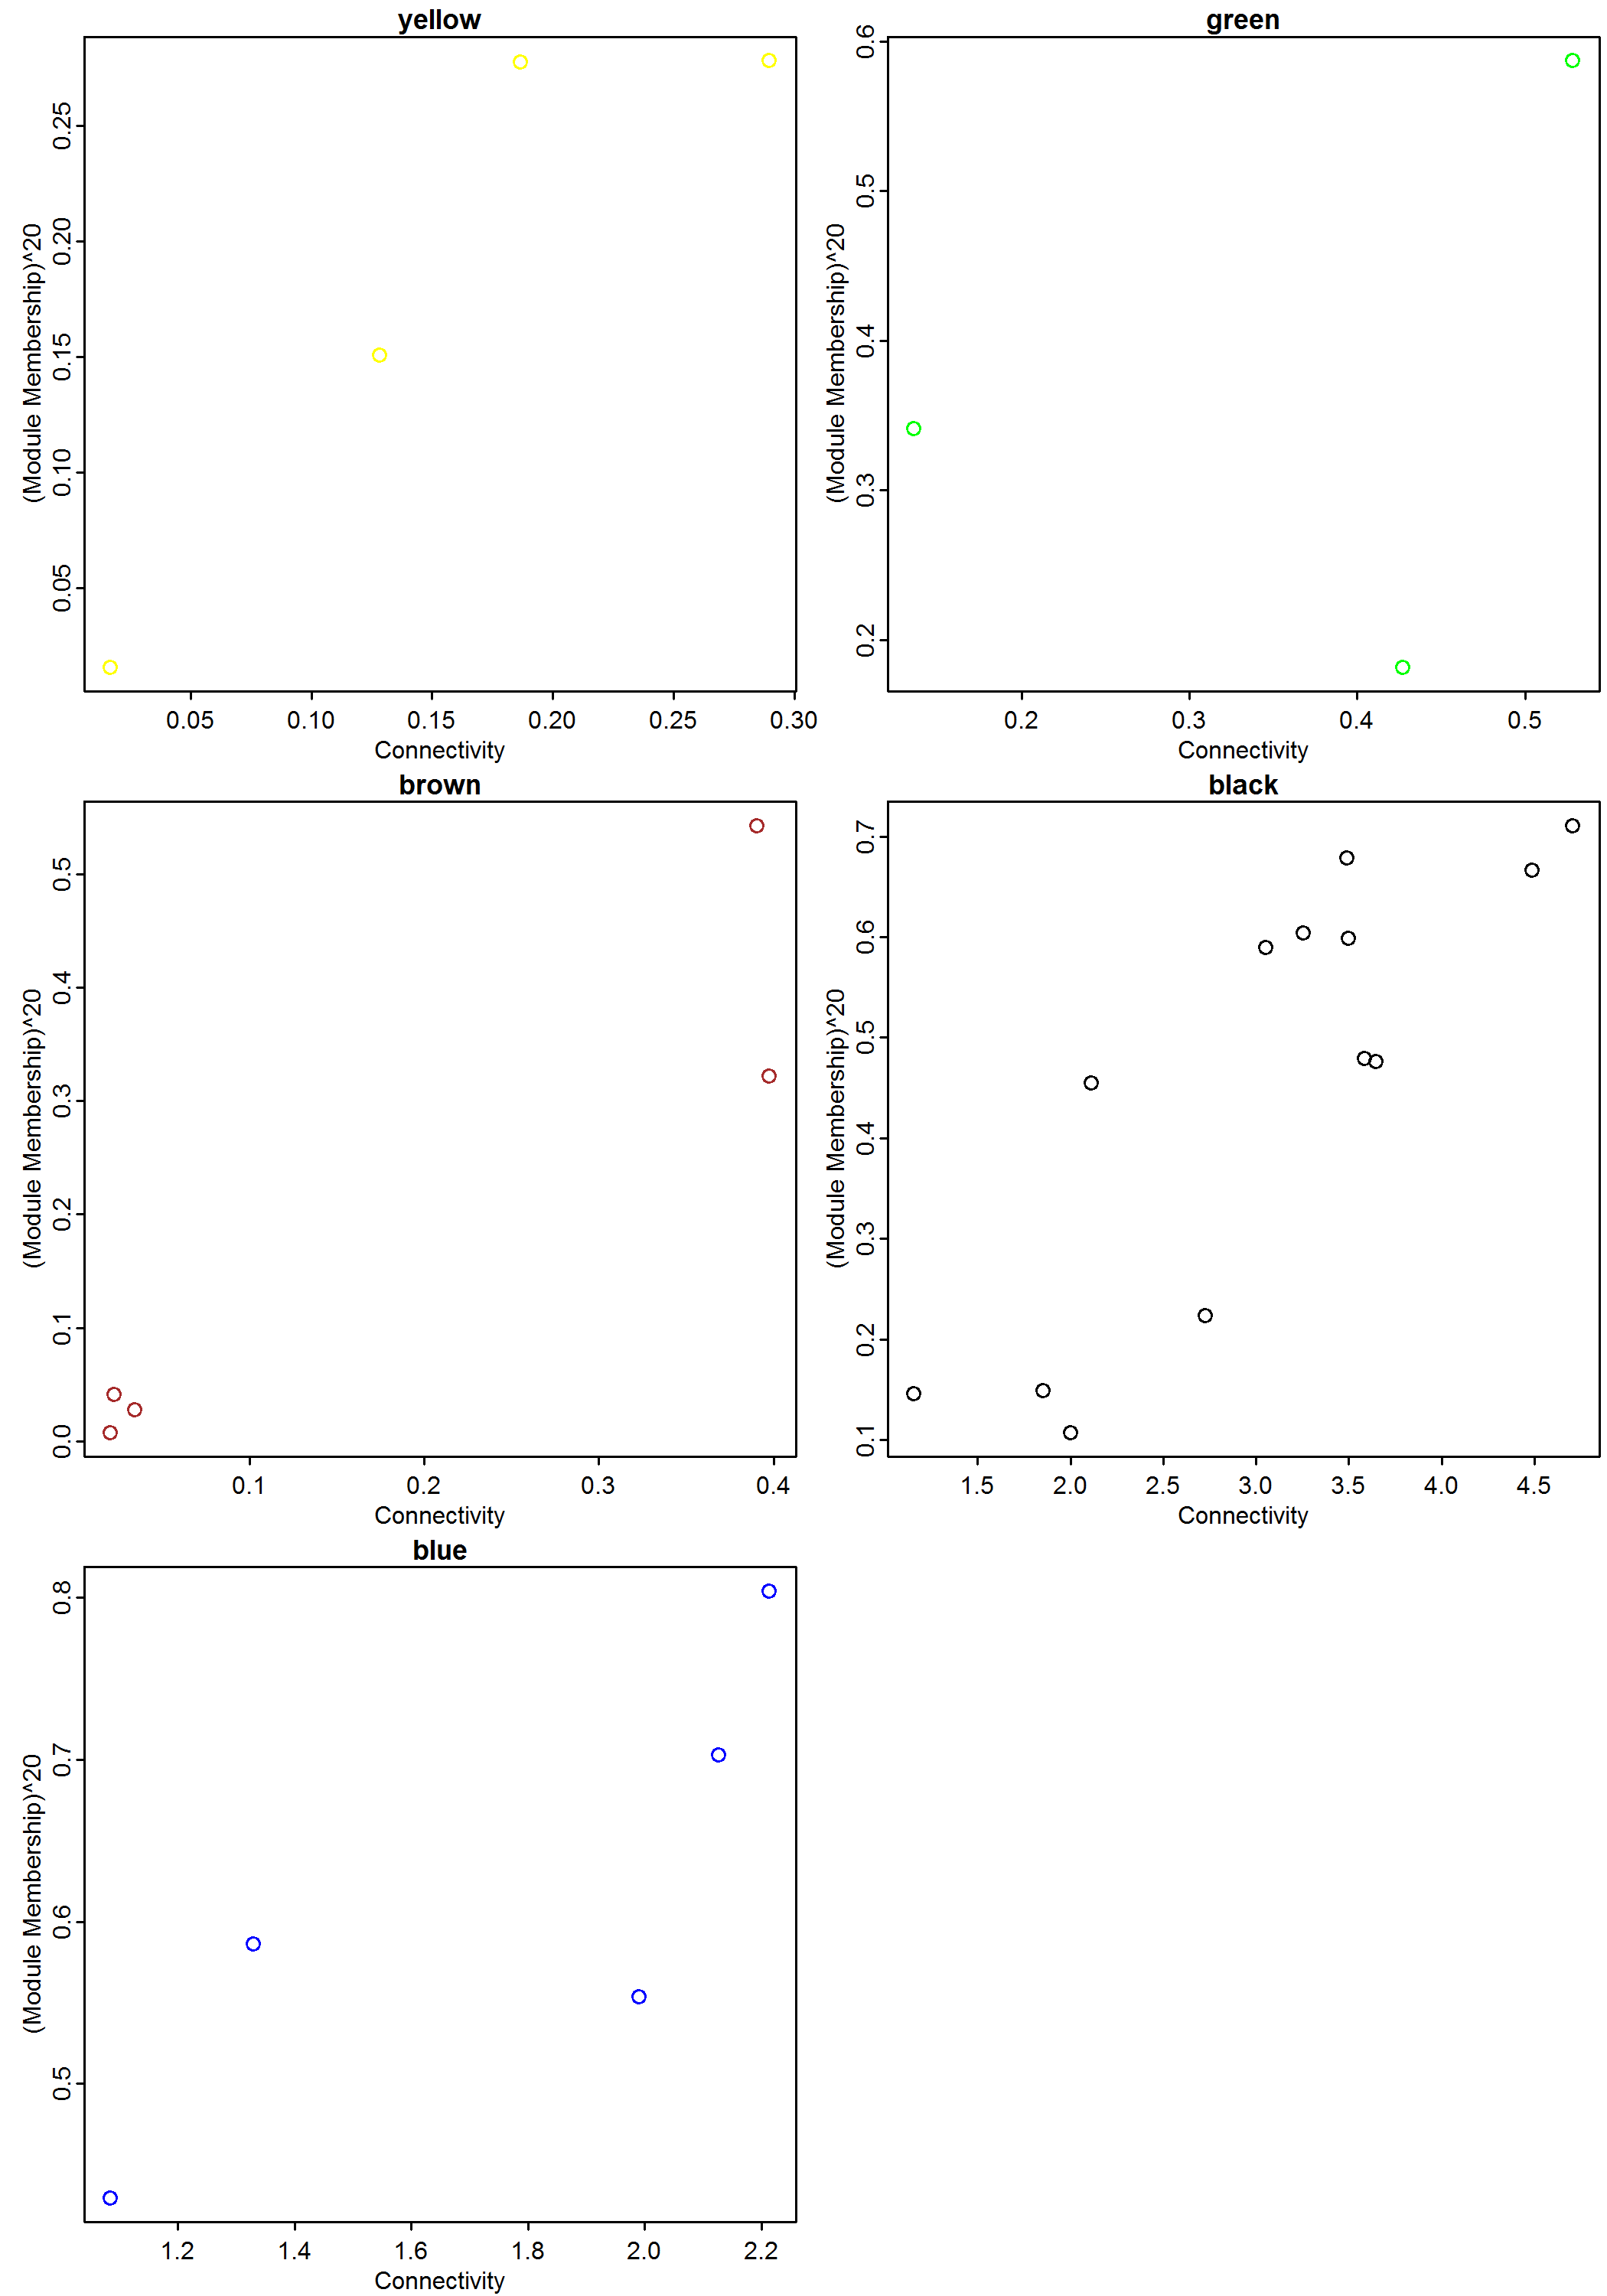 yellow
(Module Membership)^20
0.25
0.20
0.15
0.10
0.05
0.05 0.10 0.15 0.20 0.25 0.30
Connectivity
green
(Module Membership)^20
0.6
0.5
0.4
0.3
0.2
0.2 0.3 0.4 0.5
Connectivity
brown
(Module Membership)^20
0.5
0.4
0.3
0.2
0.1
0.0
0.1 0.2 0.3 0.4
Connectivity
black
(Module Membership)^20
0.7
0.6
0.5
0.4
0.3
0.2
0.1
1.5 2.0 2.5 3.0 3.5 4.0 4.5
Connectivity
blue
(Module Membership)^20
0.8
0.7
0.6
0.5
1.2 1.4 1.6 1.8 2.0 2.2
Connectivity